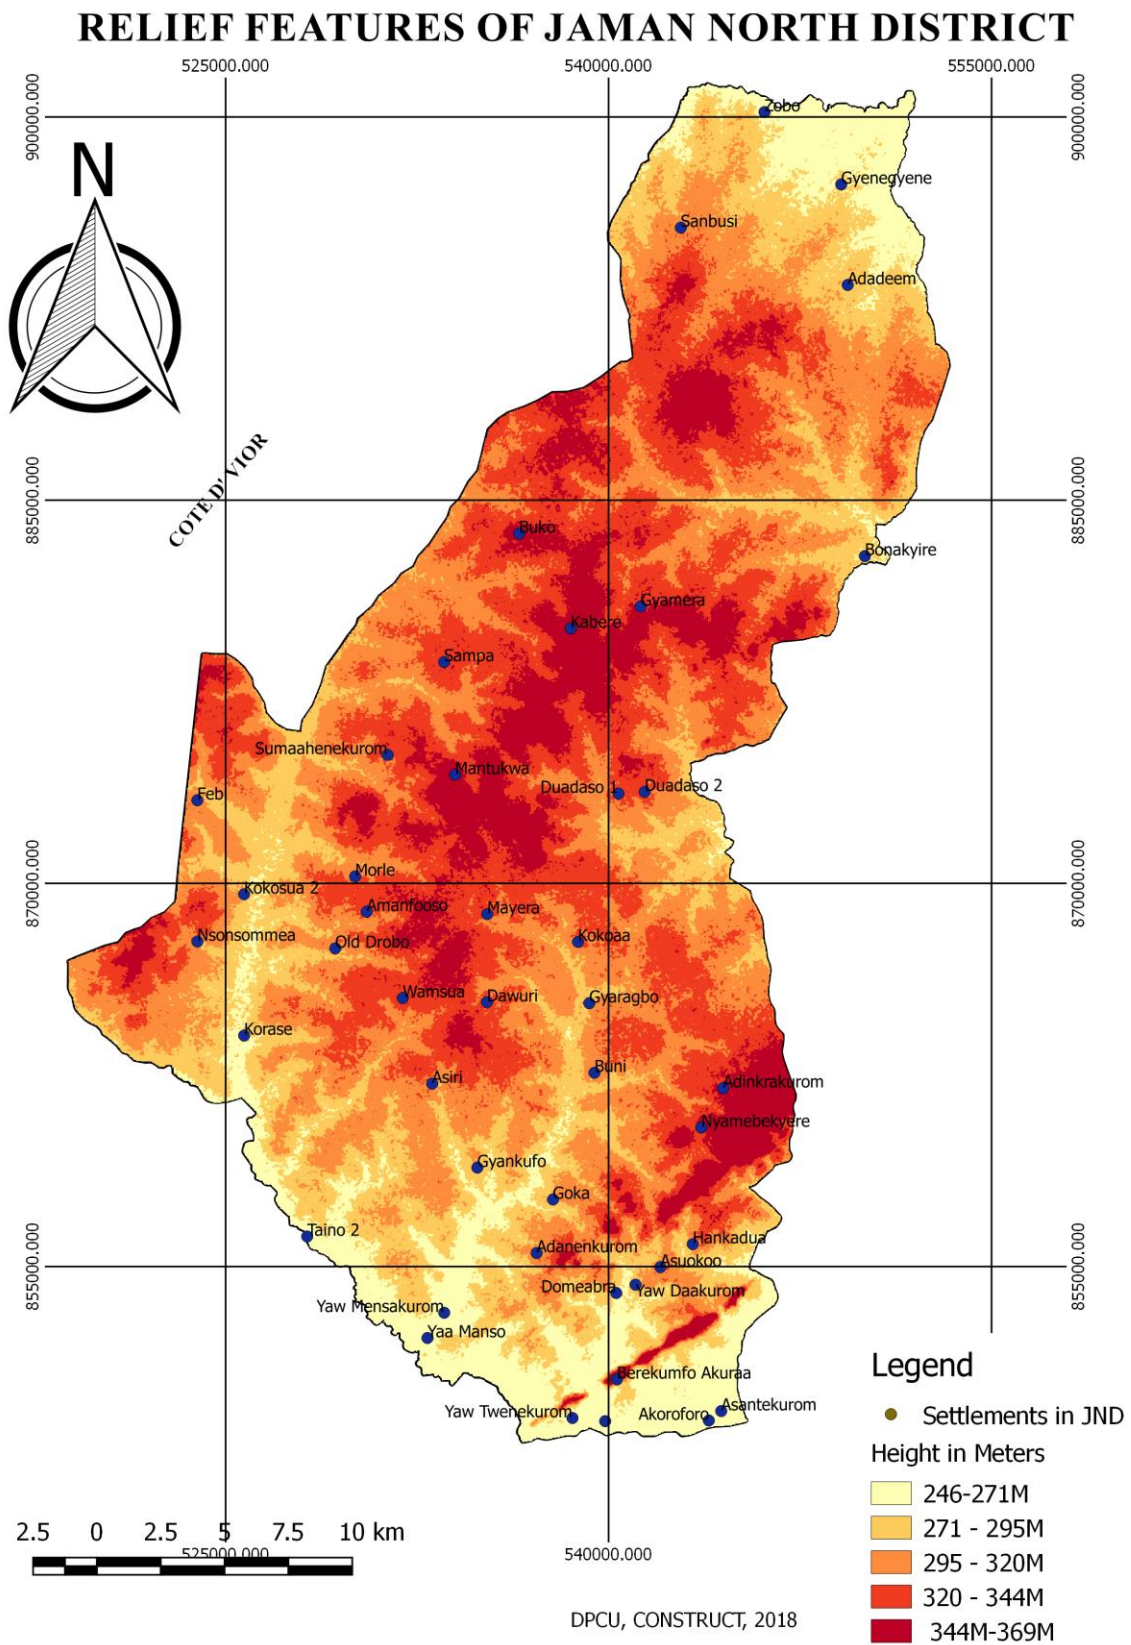 RELIEF FEATURES OF JAMAN NORTH DISTRICT
525000.000 540000.000 555000.000
900000.000 900000.000
Zobo
N
Gyenegyene
Sanbusi
Adadeem
COTE D' VIOR
885000.000 885000.000
Buko
Bonakyire
Gyamera
Kabere
Sampa
Sumaahenekurom
Mantukwa
Duadaso 1 Duadaso 2
Feb
870000.000 870000.000
Morle
Kokosua 2
Amanfooso Mayera
Nsonsommea Old Drobo Kokoaa
Wamsua Dawuri Gyaragbo
Korase
Buni
Asiri Adinkrakurom
Nyamebekyere
Gyankufo
Goka
Taino 2 Hankadua
Adanenkurom
Asuokoo
855000.000 855000.000
Domeabra Yaw Daakurom
Yaw Mensakurom
Yaa Manso
Berekumfo Akuraa
Yaw Twenekurom Akoroforo Asantekurom
Legend
Settlements in JND
Height in Meters
246-271M
271 - 295M
295 - 320M
320 - 344M
344M-369M
2.5 0 2.5 5 7.5 10 km
525000.000 540000.000
DPCU, CONSTRUCT, 2018